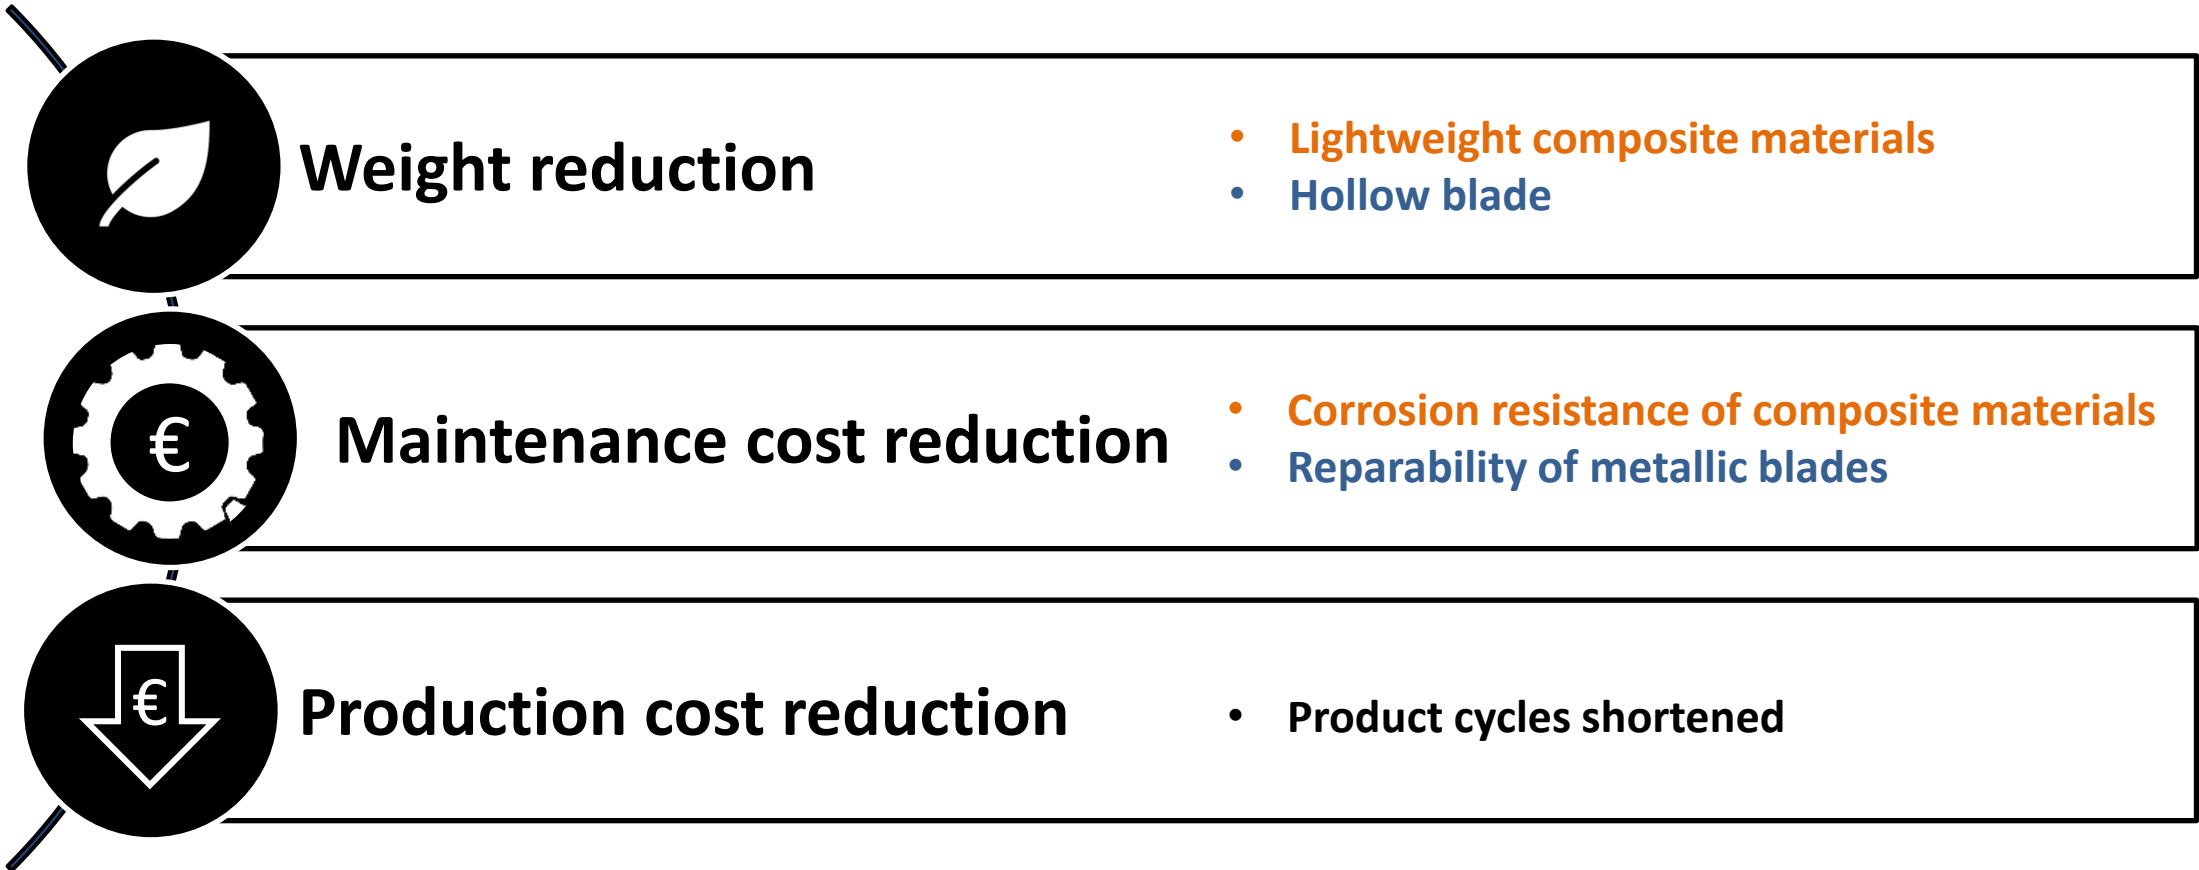 Weight reduction
• Lightweight composite materials
• Hollow blade
€
Maintenance cost reduction
• Corrosion resistance of composite materials
• Reparability of metallic blades
€
Production cost reduction
• Product cycles shortened